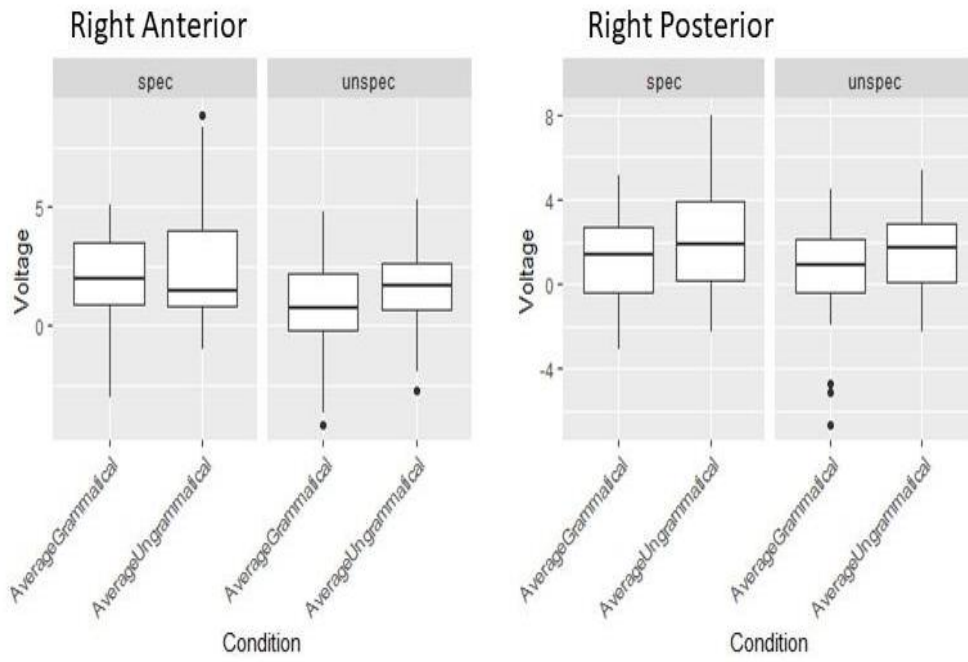 Right Anterior
spec
unspec
Voltage
5
0
AverageGrammatical
AverageUngrammatical
AverageGrammatical
AverageUngrammatical
Condition
Right Posterior
spec
unspec
Voltage
8
4
0
-4
AverageGrammatical
AverageUngrammatical
AverageGrammatical
AverageUngrammatical
Condition